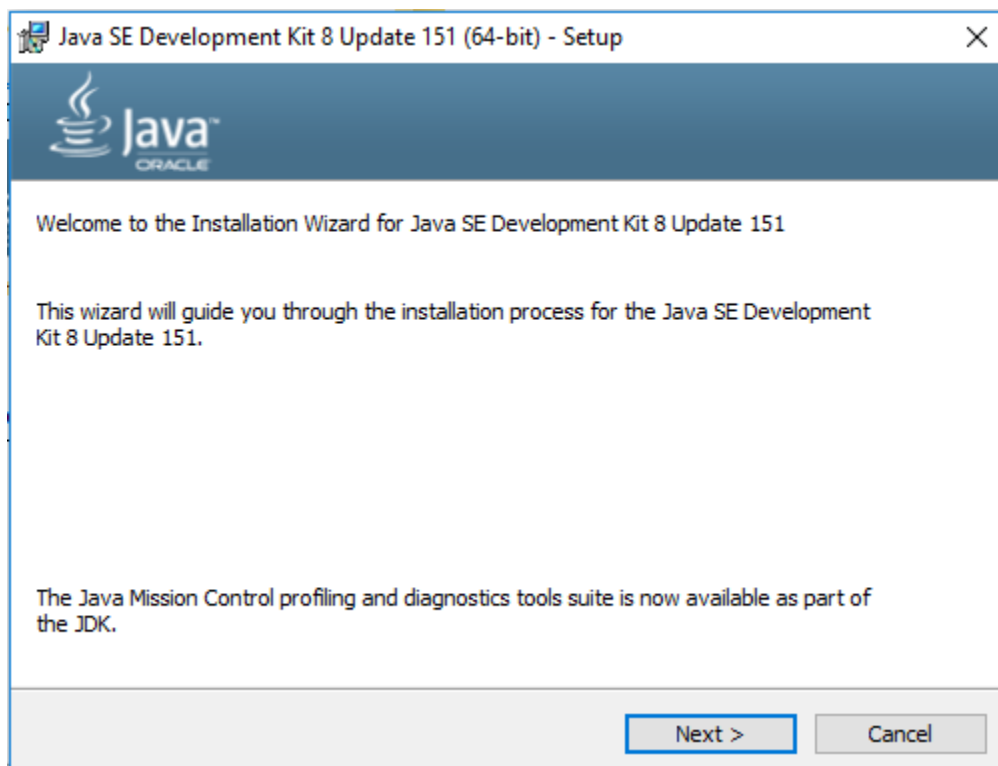 Java SE Development Kit 8 Update 151 (64-bit) - Setup
Java™
ORACLE
Welcome to the Installation Wizard for Java SE Development Kit 8 Update 151
This wizard will guide you through the installation process for the Java SE Development
Kit 8 Update 151.
The Java Mission Control profiling and diagnostics tools suite is now available as part of
the JDK.
Next >
Cancel